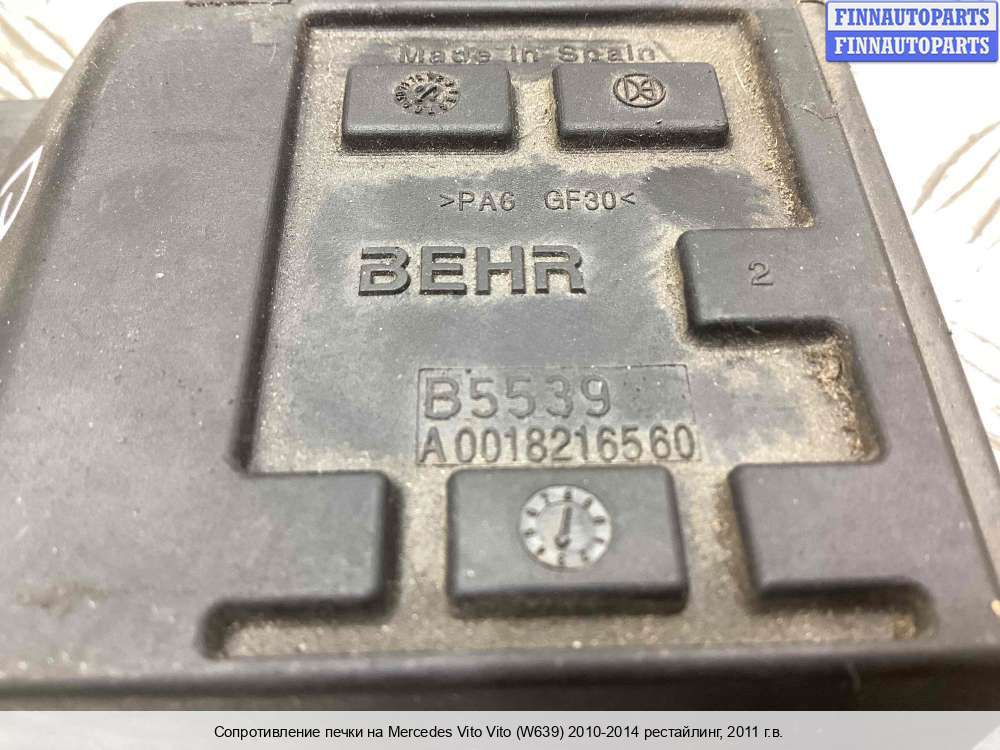 FINNAUTOPARTS
FINNAUTOPARTS
Made in Spain
>PA6 GF30<
BEHR
2
B5539
A0018216560
Сопротивление печки на Mercedes Vito Vito (W639) 2010-2014 рестайлинг, 2011 г.в.